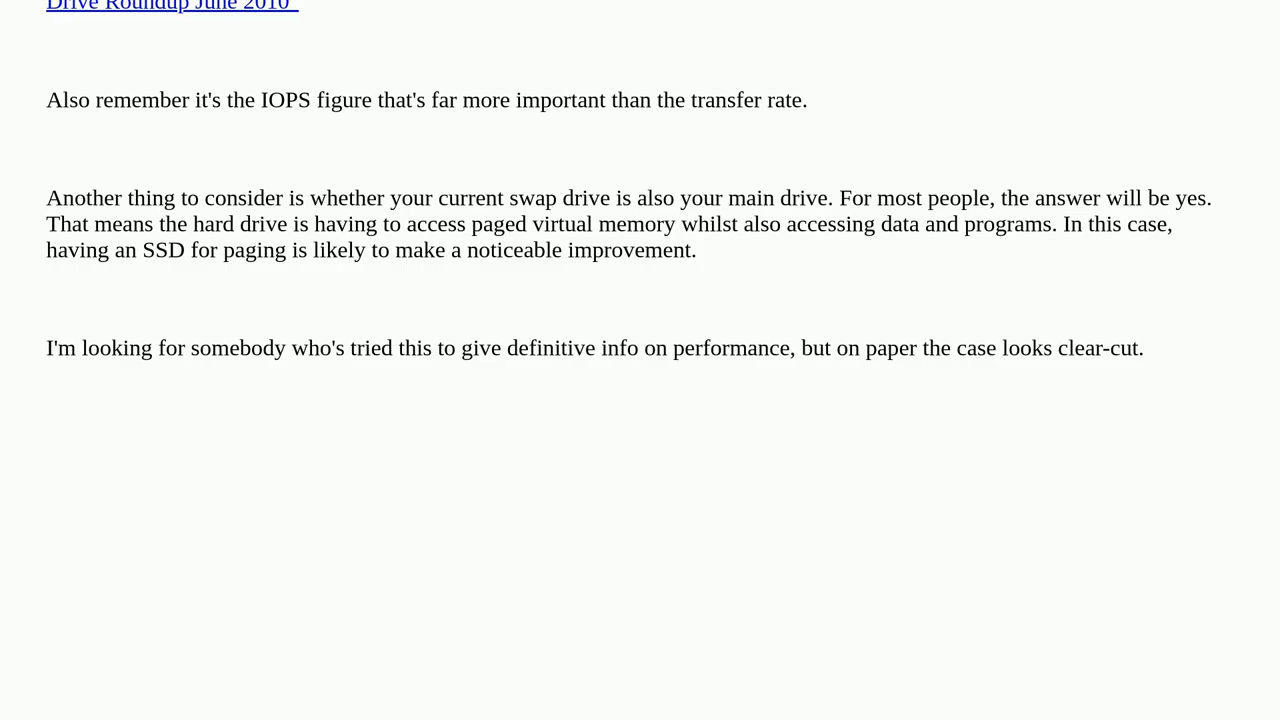 Drive Roundup June 2010
Also remember it's the IOPS figure that's far more important than the transfer rate.
Another thing to consider is whether your current swap drive is also your main drive. For most people, the answer will be yes.
That means the hard drive is having to access paged virtual memory whilst also accessing data and programs. In this case,
having an SSD for paging is likely to make a noticeable improvement.
I'm looking for somebody who's tried this to give definitive info on performance, but on paper the case looks clear-cut.